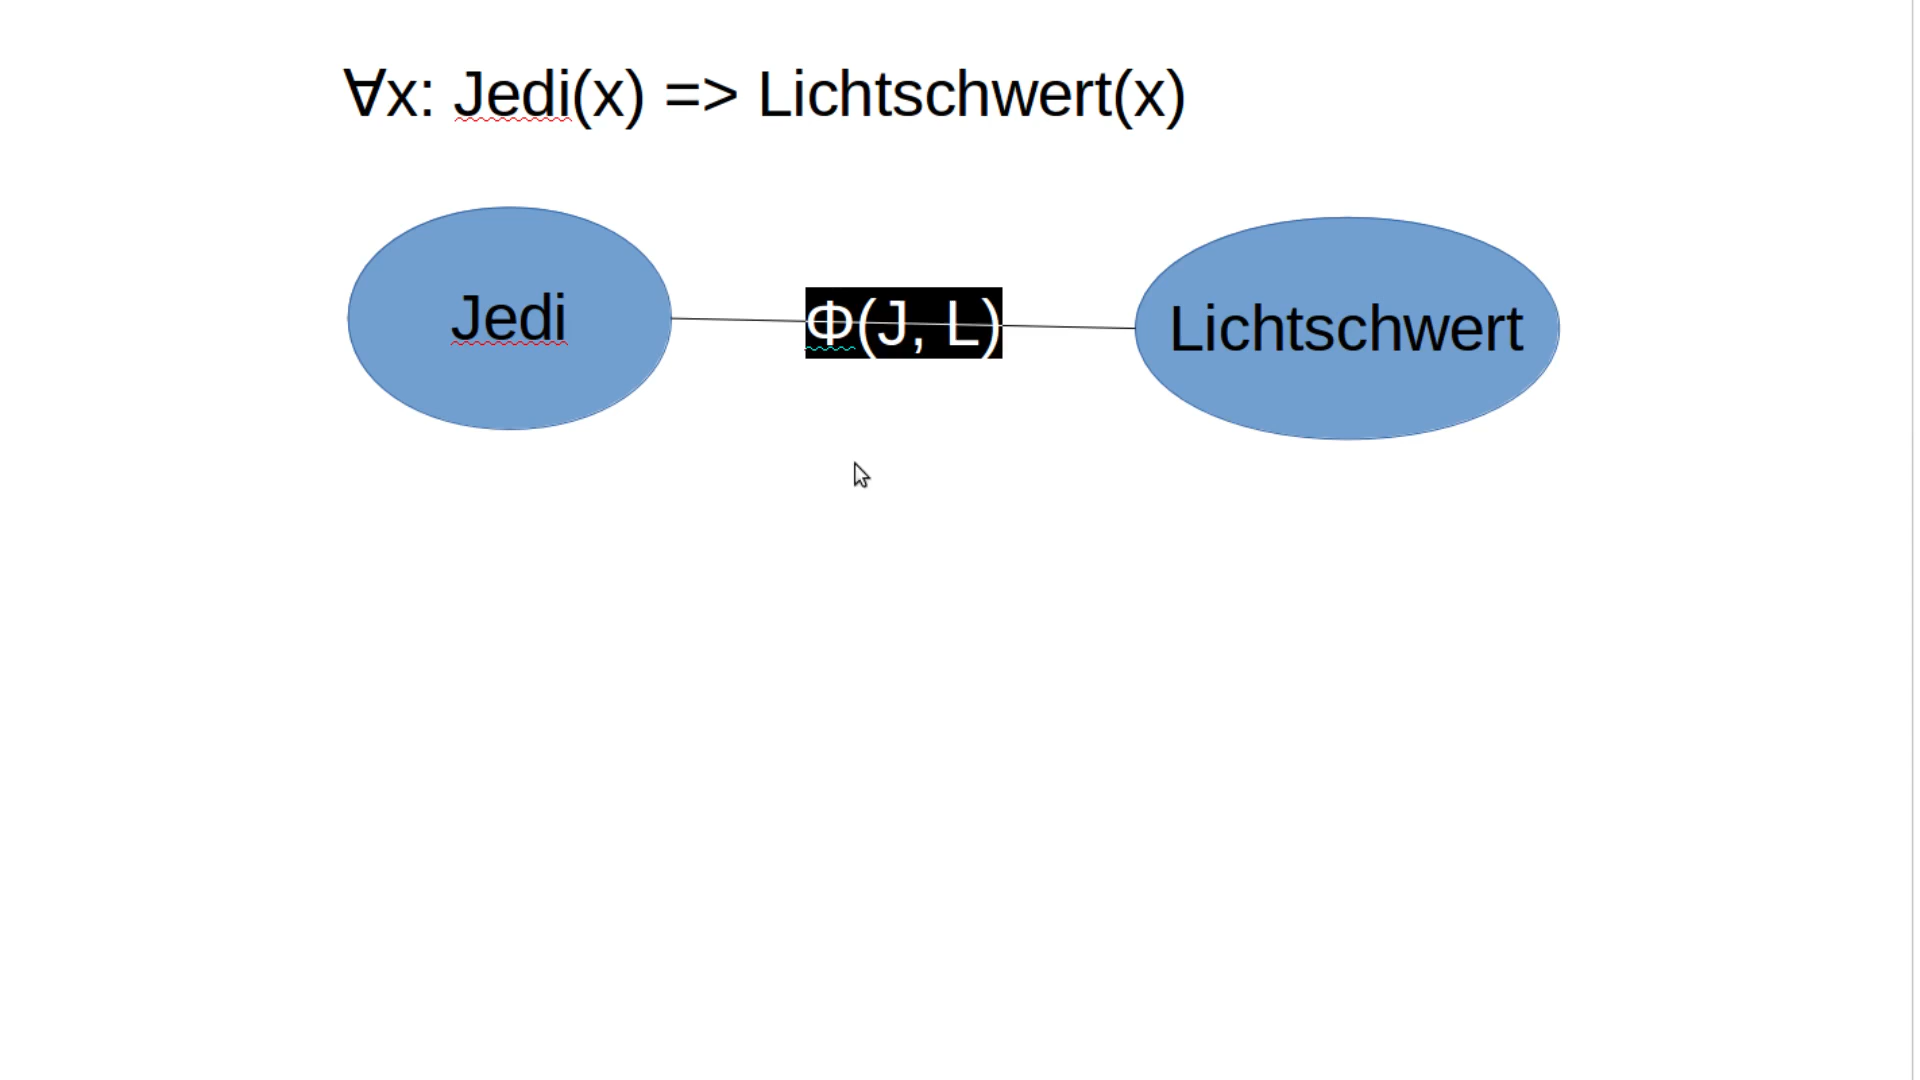 ∀x: Jedi(x) => Lichtschwert(x)
Jedi
Φ(J, L)
Lichtschwert